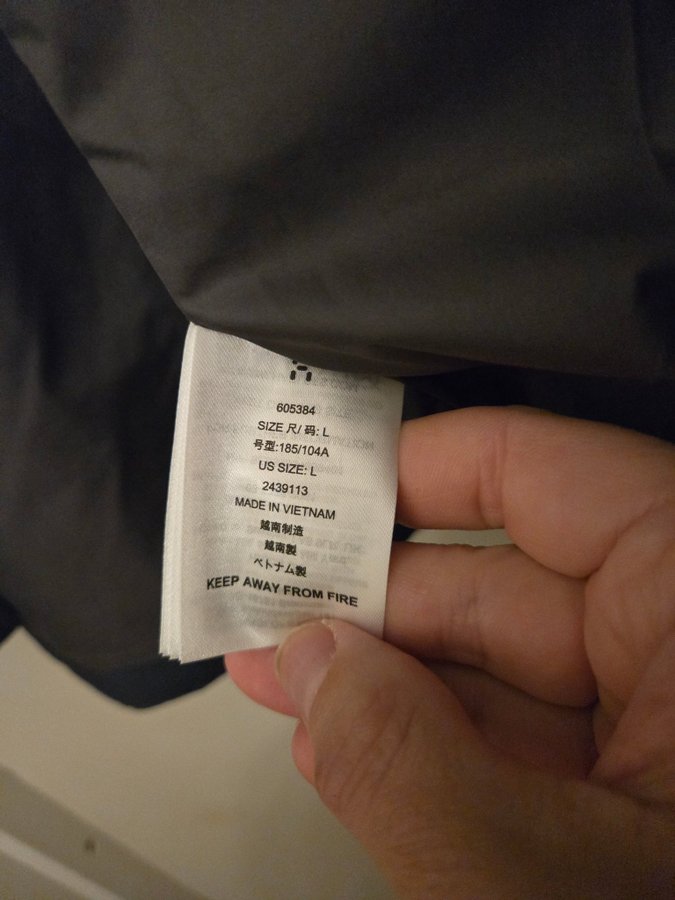 605384
SIZE 尺/ 码: L
号型:185/104A
US SIZE: L
2439113
MADE IN VIETNAM
越南制造
越南製
ベトナム製
KEEP AWAY FROM FIRE